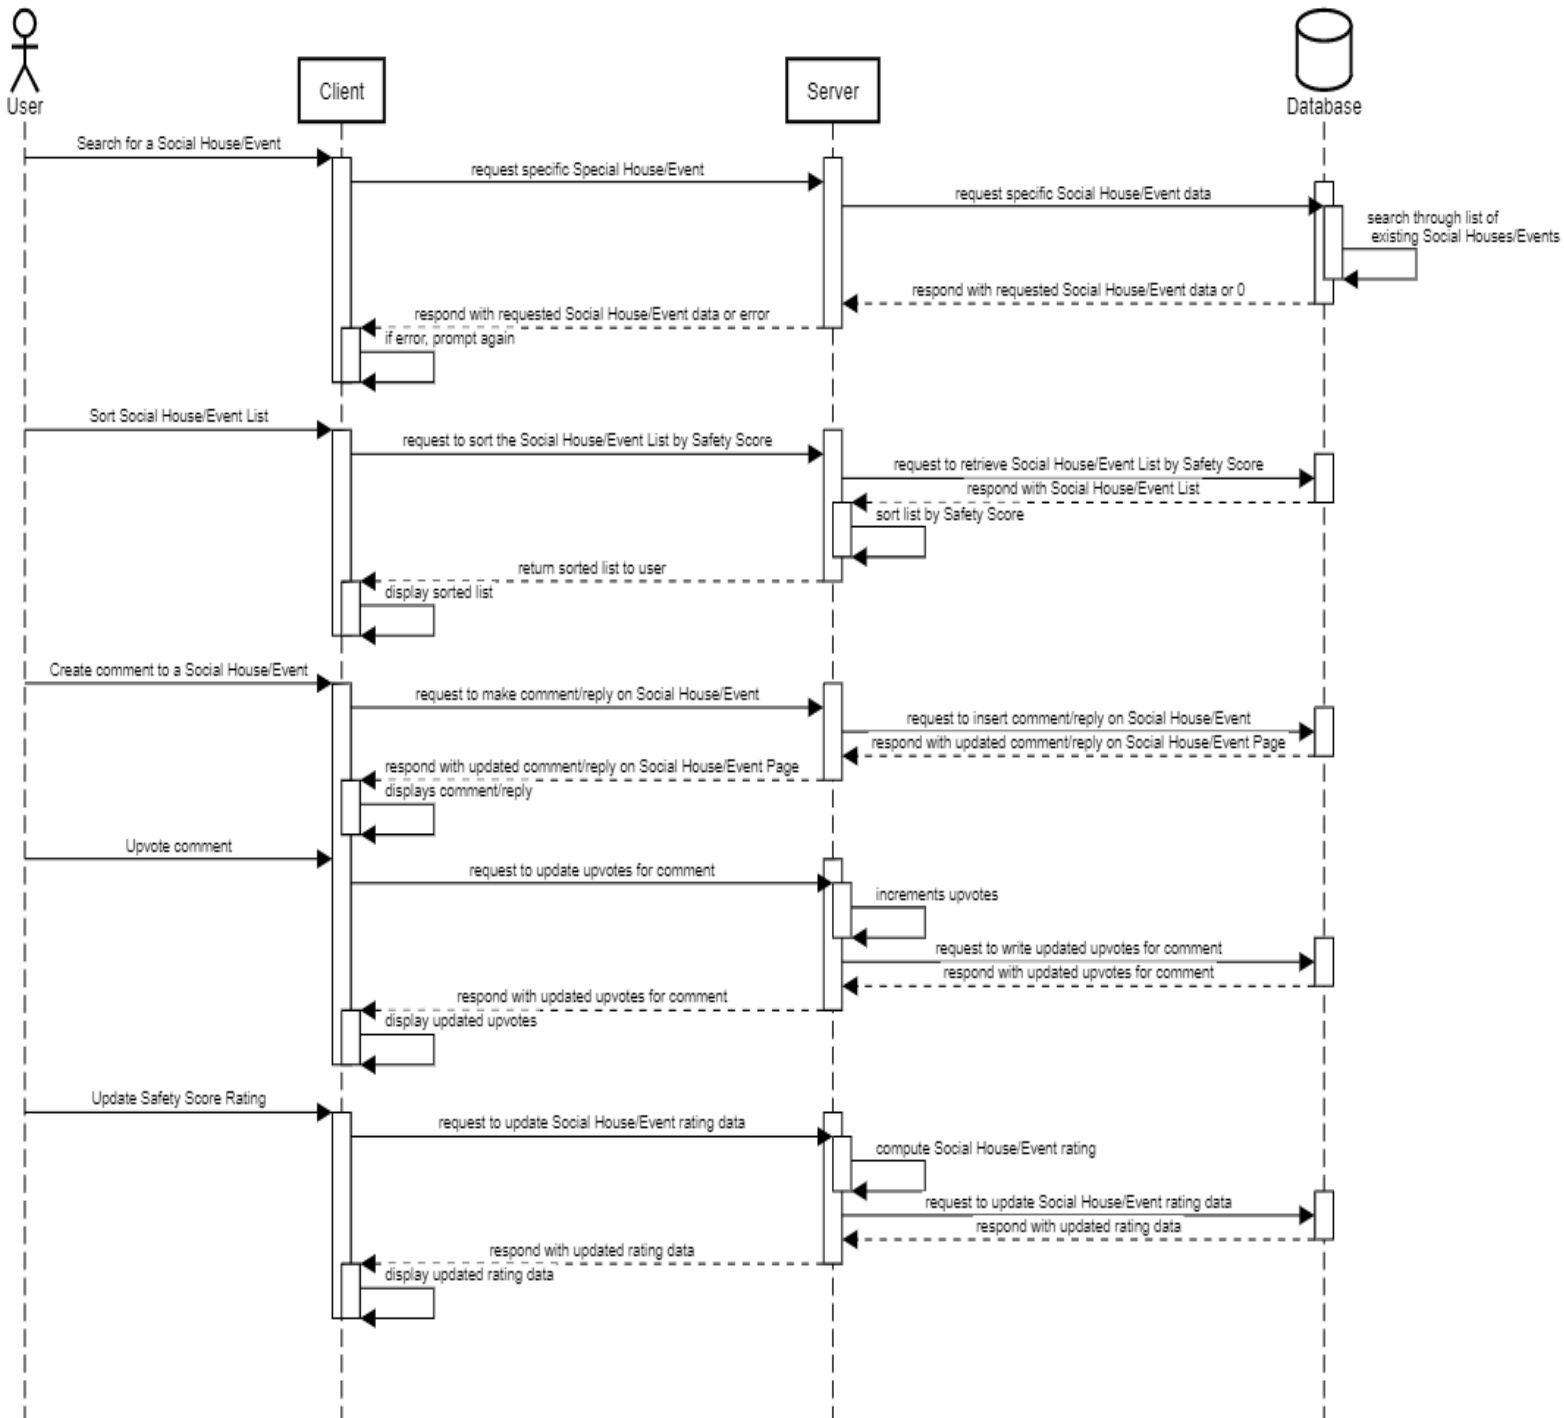 User
Client
Server
Database
Search for a Social House/Event
request specific Special House/Event
request specific Social House/Event data
search through list of
existing Social Houses/Events
respond with requested Social House/Event data or 0
respond with requested Social House/Event data or error
if error, prompt again
Sort Social House/Event List
request to sort the Social House/Event List by Safety Score
request to retrieve Social House/Event List by Safety Score
respond with Social House/Event List
sort list by Safety Score
return sorted list to user
display sorted list
Create comment to a Social House/Event
request to make comment/reply on Social House/Event
request to insert comment/reply on Social House/Event
respond with updated comment/reply on Social House/Event Page
respond with updated comment/reply on Social House/Event Page
displays comment/reply
Upvote comment
request to update upvotes for comment
increments upvotes
request to write updated upvotes for comment
respond with updated upvotes for comment
respond with updated upvotes for comment
display updated upvotes
Update Safety Score Rating
request to update Social House/Event rating data
compute Social House/Event rating
request to update Social House/Event rating data
respond with updated rating data
respond with updated rating data
display updated rating data